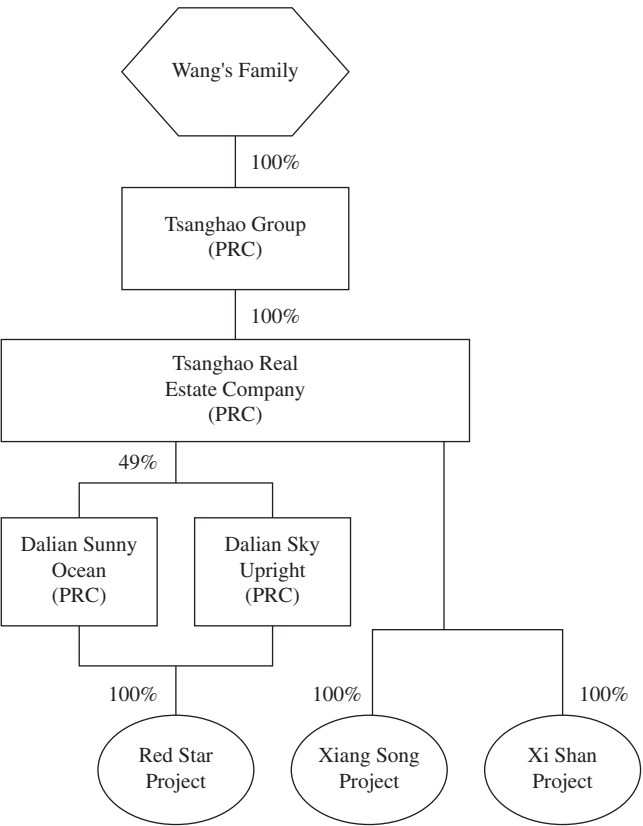 Wang's Family
100%
Tsanghao Group
(PRC)
100%
Tsanghao Real
Estate Company
(PRC)
49%
Dalian Sunny
Ocean
(PRC)
Dalian Sky
Upright
(PRC)
100%
100%
100%
Red Star
Project
Xiang Song
Project
Xi Shan
Project